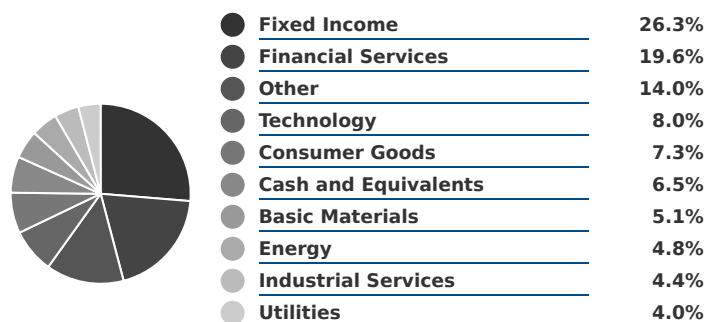 Fixed Income 26.3%
Financial Services 19.6%
Other 14.0%
Technology 8.0%
Consumer Goods 7.3%
Cash and Equivalents 6.5%
Basic Materials 5.1%
Energy 4.8%
Industrial Services 4.4%
Utilities 4.0%